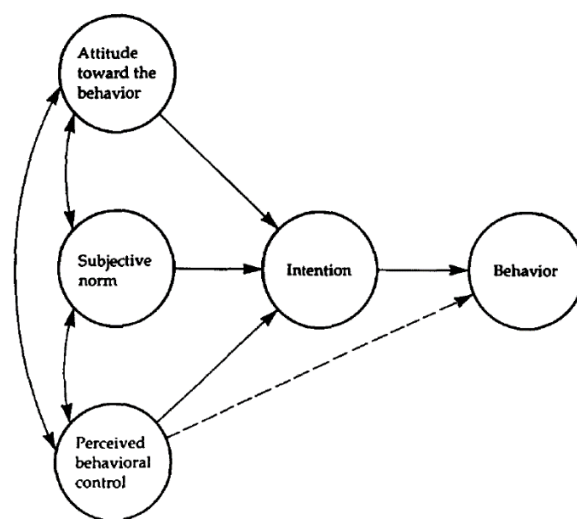 Attitude
toward the
behavior
Subjective
norm
Intention
Behavior
Perceived
behavioral
control